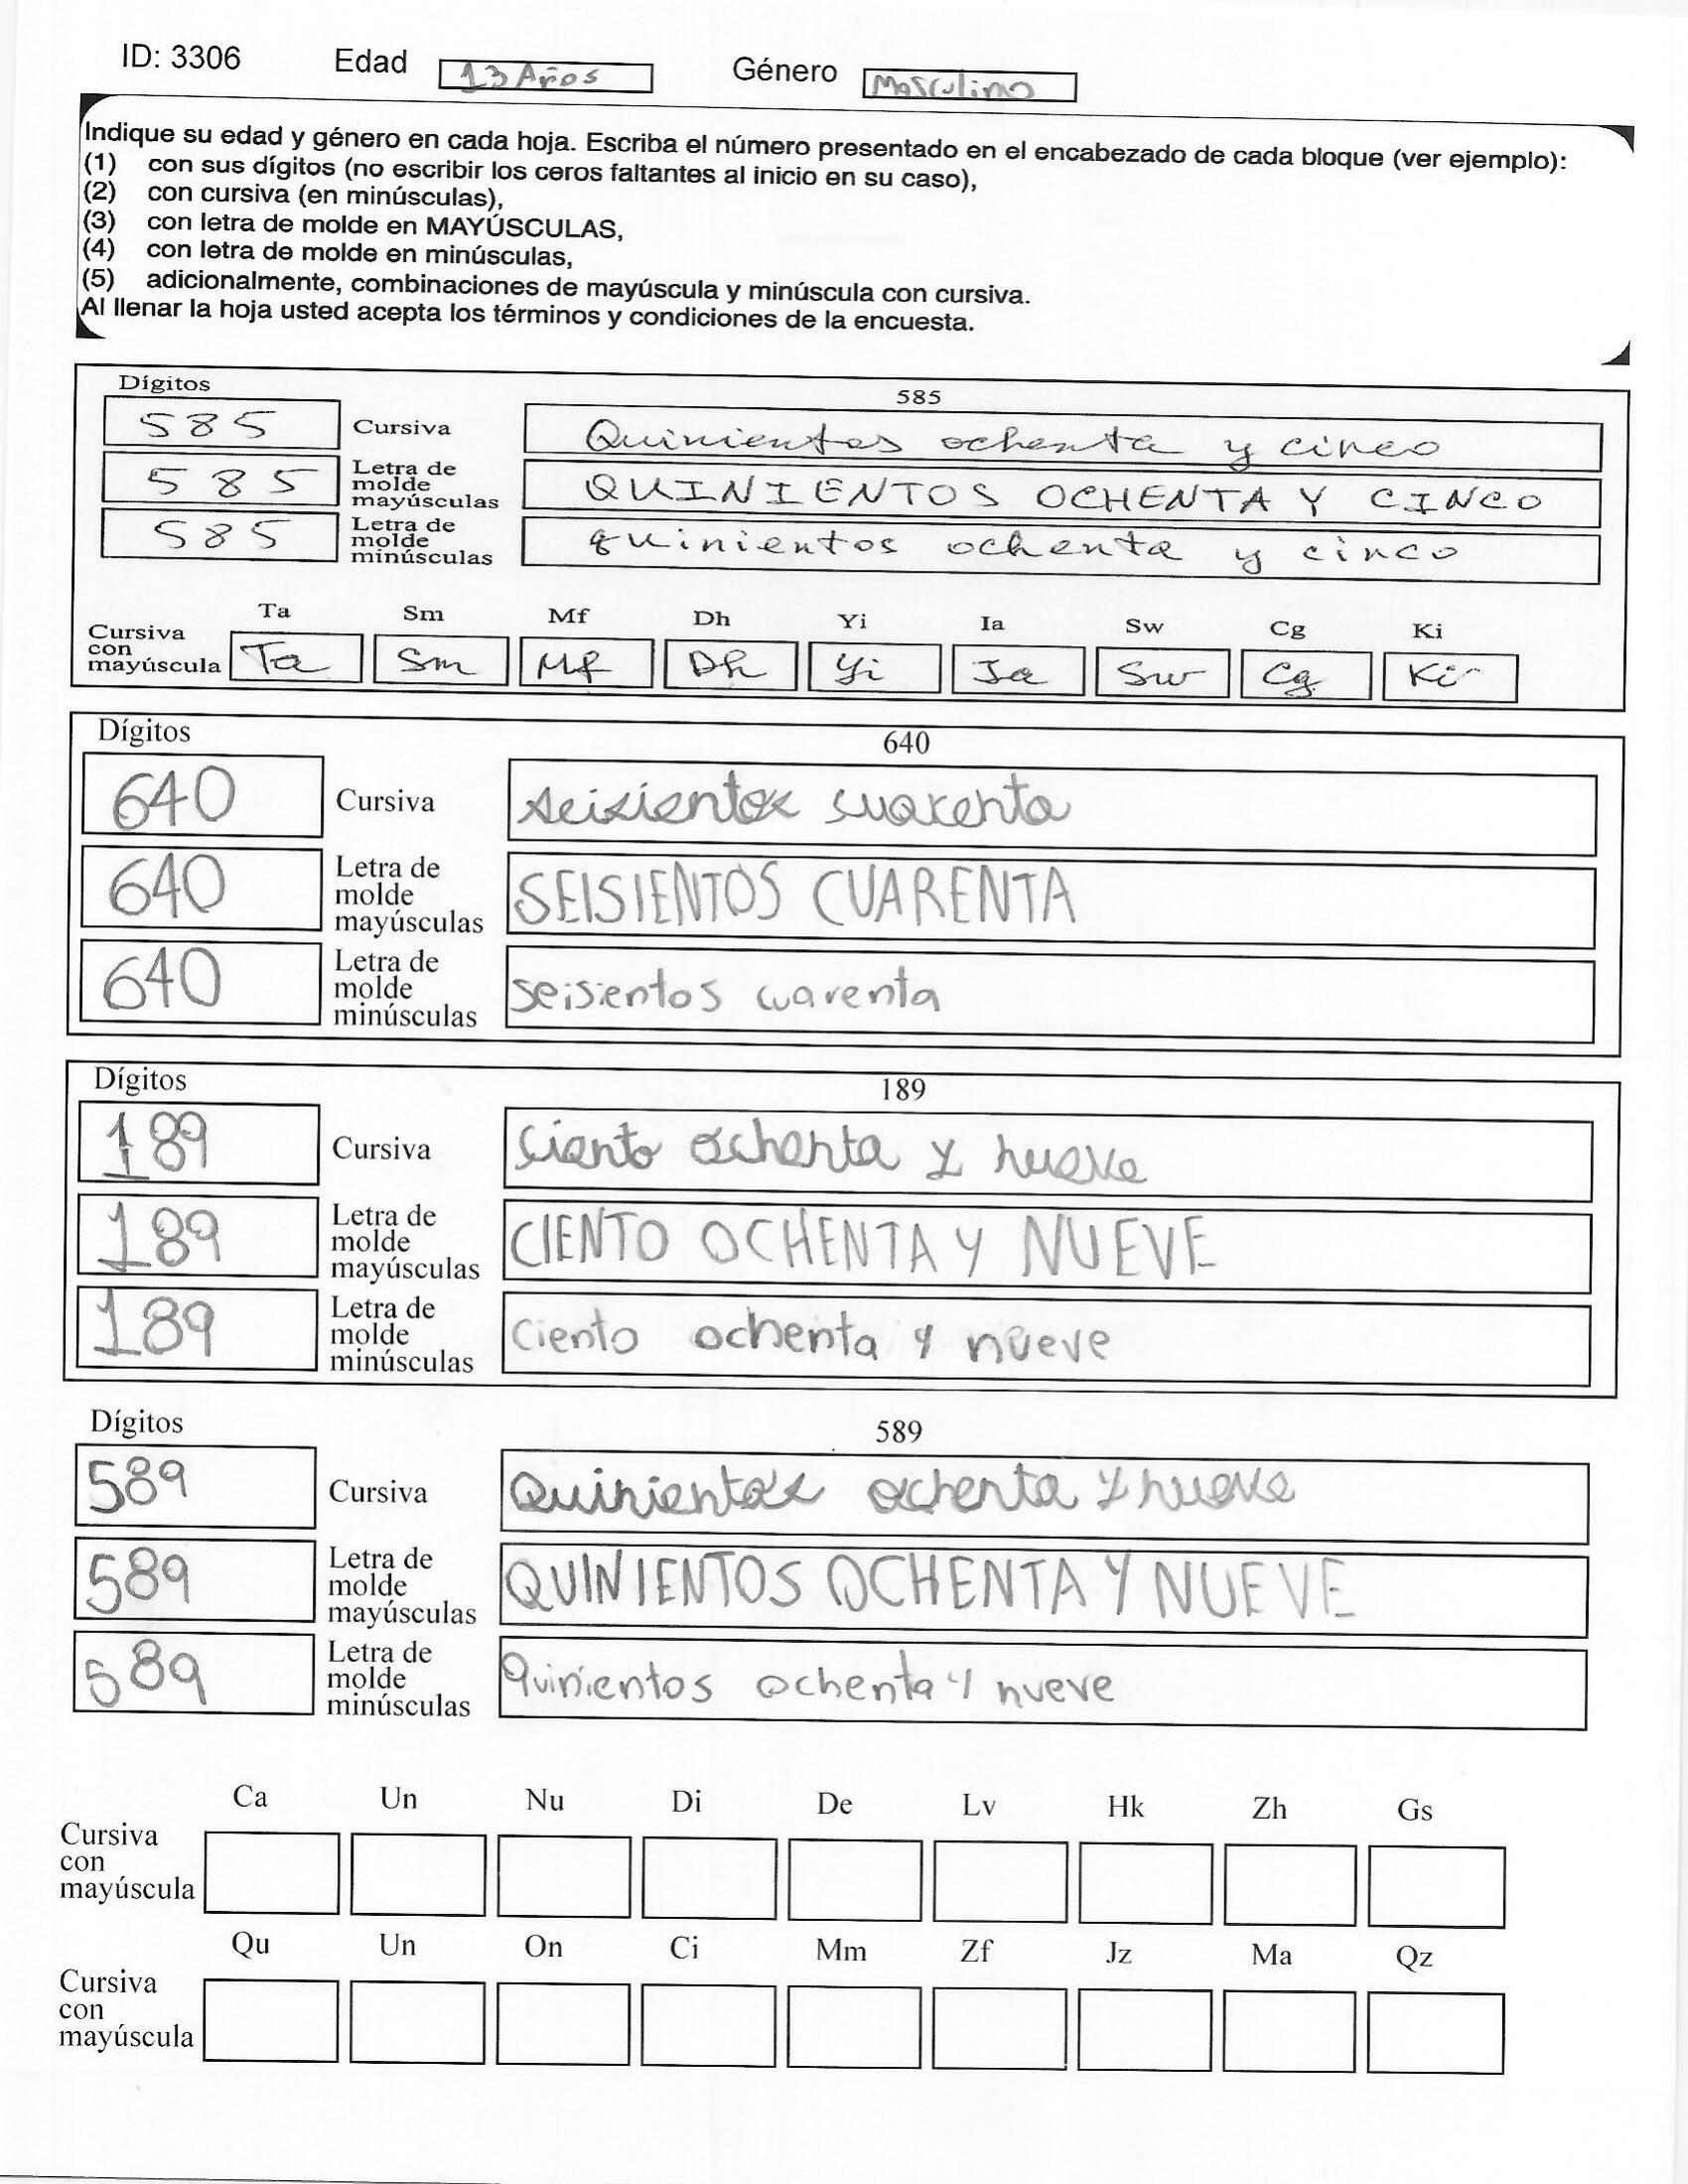 ID: 3306 Edad 13 Años Género Masculino
Indique su edad y género en cada hoja. Escriba el número presentado en el encabezado de cada bloque (ver ejemplo):
(1) con sus dígitos (no escribir los ceros faltantes al inicio en su caso),
(2) con cursiva (en minúsculas),
(3) con letra de molde en MAYÚSCULAS,
(4) con letra de molde en minúsculas,
(5) adicionalmente, combinaciones de mayúscula y minúscula con cursiva.
Al llenar la hoja usted acepta los términos y condiciones de la encuesta.
Dígitos 585
585 Cursiva Quinientos ochenta y cinco
585 Letra de molde mayúsculas QUINIENTOS OCHENTA Y CINCO
585 Letra de molde minúsculas quinientos ochenta y cinco
Ta Sm Mf Dh Yi Ia Sw Cg Ki
Cursiva con mayúscula Ta Sm Mf Dh Yi Ia Sw Cg Ki
Dígitos 640
640 Cursiva seisientos cuarenta
640 Letra de molde mayúsculas SEISIENTOS CUARENTA
640 Letra de molde minúsculas seisientos cuarenta
Dígitos 189
189 Cursiva ciento ochenta y nueve
189 Letra de molde mayúsculas CIENTO OCHENTA Y NUEVE
189 Letra de molde minúsculas ciento ochenta y nueve
Dígitos 589
589 Cursiva Quinientos ochenta y nueve
589 Letra de molde mayúsculas QUINIENTOS OCHENTA Y NUEVE
589 Letra de molde minúsculas quinientos ochenta y nueve
Ca Un Nu Di De Lv Hk Zh Gs
Cursiva con mayúscula
Qu Un On Ci Mm Zf Jz Ma Qz
Cursiva con mayúscula